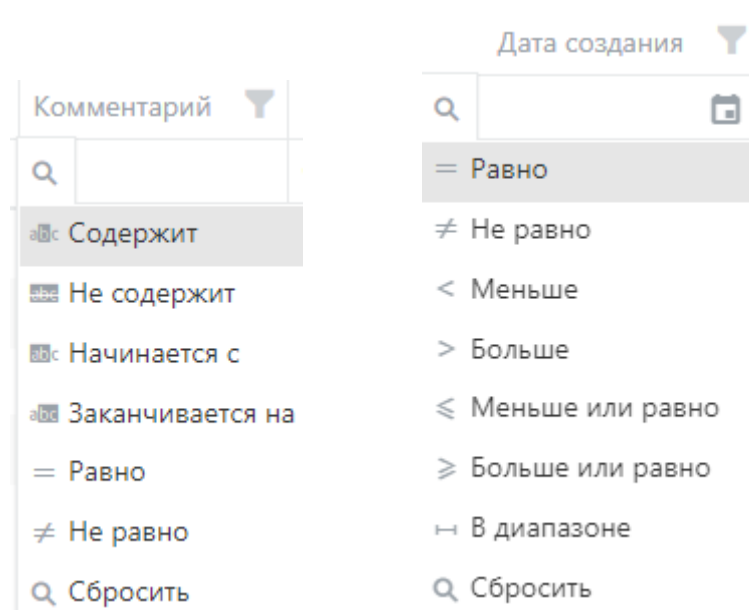 Комментарий
Содержит
Не содержит
Начинается с
Заканчивается на
= Равно
≠ Не равно
Сбросить
Дата создания
= Равно
≠ Не равно
< Меньше
> Больше
⩽ Меньше или равно
⩾ Больше или равно
В диапазоне
Сбросить